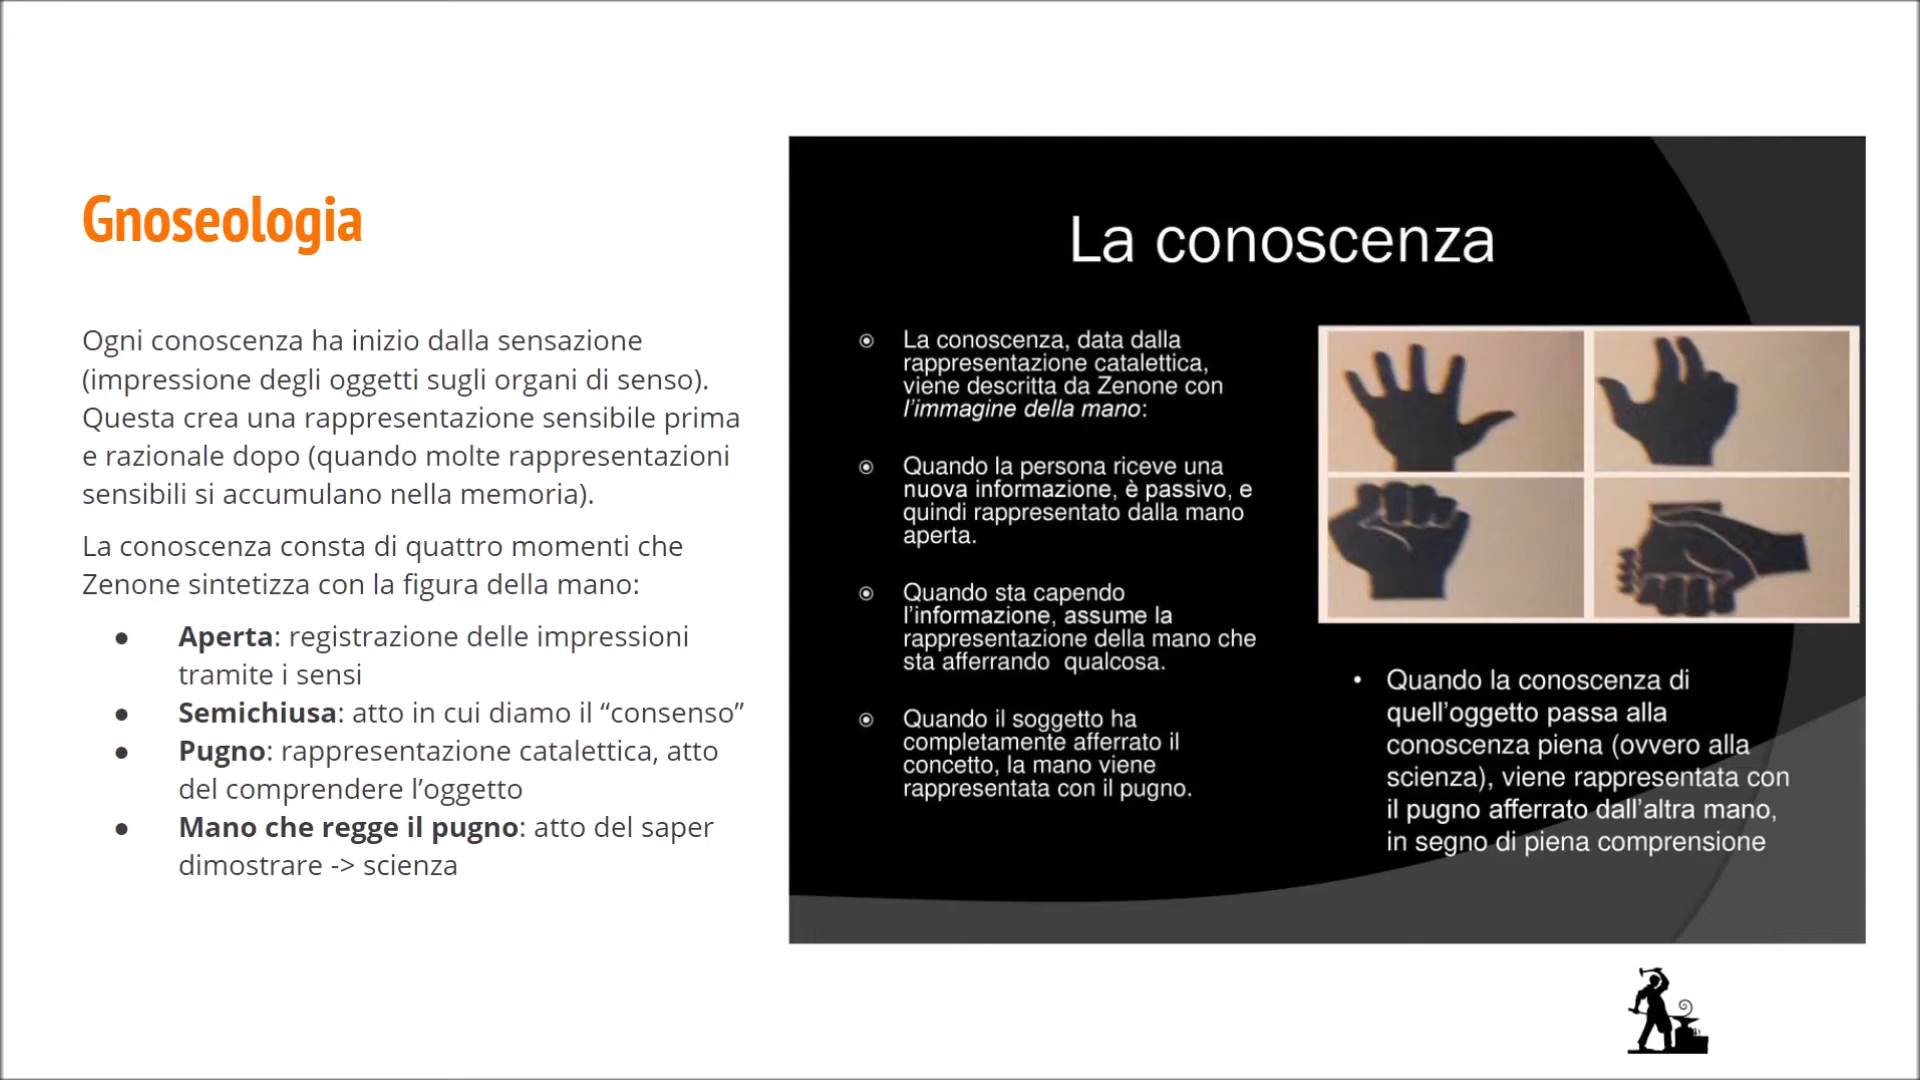 Gnoseologia
Ogni conoscenza ha inizio dalla sensazione
(impressione degli oggetti sugli organi di senso).
Questa crea una rappresentazione sensibile prima
e razionale dopo (quando molte rappresentazioni
sensibili si accumulano nella memoria).
La conoscenza consta di quattro momenti che
Zenone sintetizza con la figura della mano:
● Aperta: registrazione delle impressioni
tramite i sensi
● Semichiusa: atto in cui diamo il “consenso”
● Pugno: rappresentazione catalettica, atto
del comprendere l’oggetto
● Mano che regge il pugno: atto del saper
dimostrare -> scienza
La conoscenza
La conoscenza, data dalla
rappresentazione catalettica,
viene descritta da Zenone con
l’immagine della mano:
Quando la persona riceve una
nuova informazione, è passivo, e
quindi rappresentato dalla mano
aperta.
Quando sta capendo
l’informazione, assume la
rappresentazione della mano che
sta afferrando qualcosa.
Quando il soggetto ha
completamente afferrato il
concetto, la mano viene
rappresentata con il pugno.
• Quando la conoscenza di
quell’oggetto passa alla
conoscenza piena (ovvero alla
scienza), viene rappresentata con
il pugno afferrato dall’altra mano,
in segno di piena comprensione